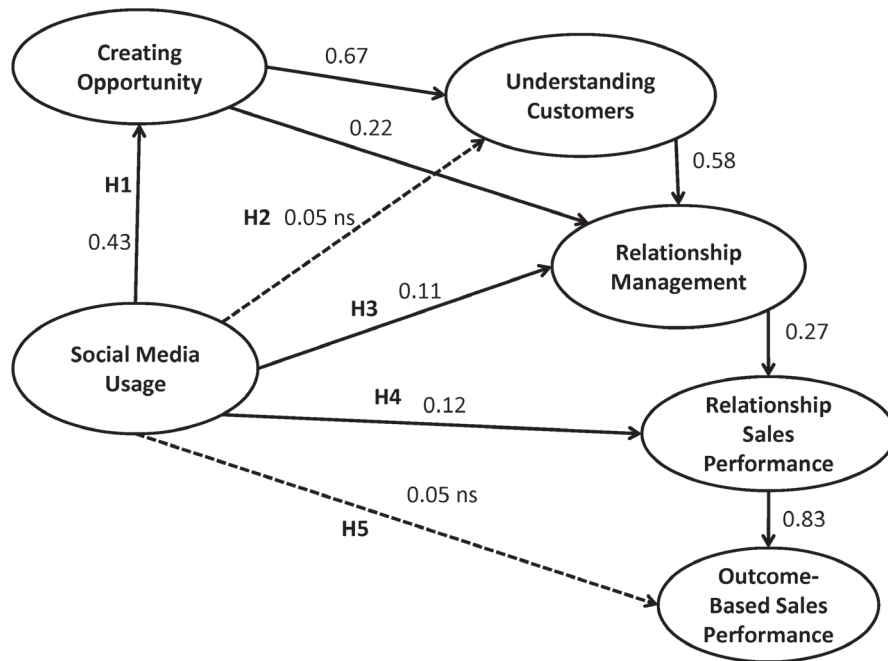 Creating
Opportunity
0.67
Understanding
Customers
0.22
0.58
H1
H2 0.05 ns
0.43
Relationship
Management
H3
0.11
Social Media
Usage
0.27
H4
0.12
Relationship
Sales
Performance
0.05 ns
H5
0.83
Outcome-
Based Sales
Performance